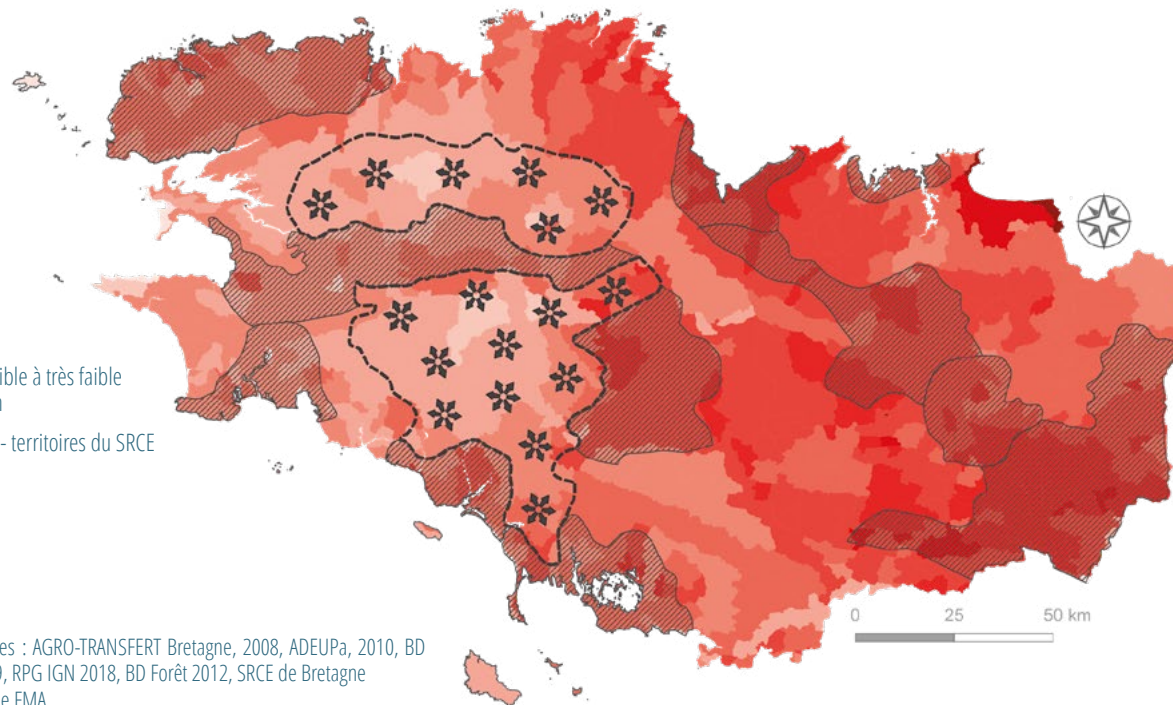 ible à très faible
- territoires du SRCE
0 25 50 km
es : AGRO-TRANSFERT Bretagne, 2008, ADEUPa, 2010, BD
, RPG IGN 2018, BD Forêt 2012, SRCE de Bretagne
e EMA